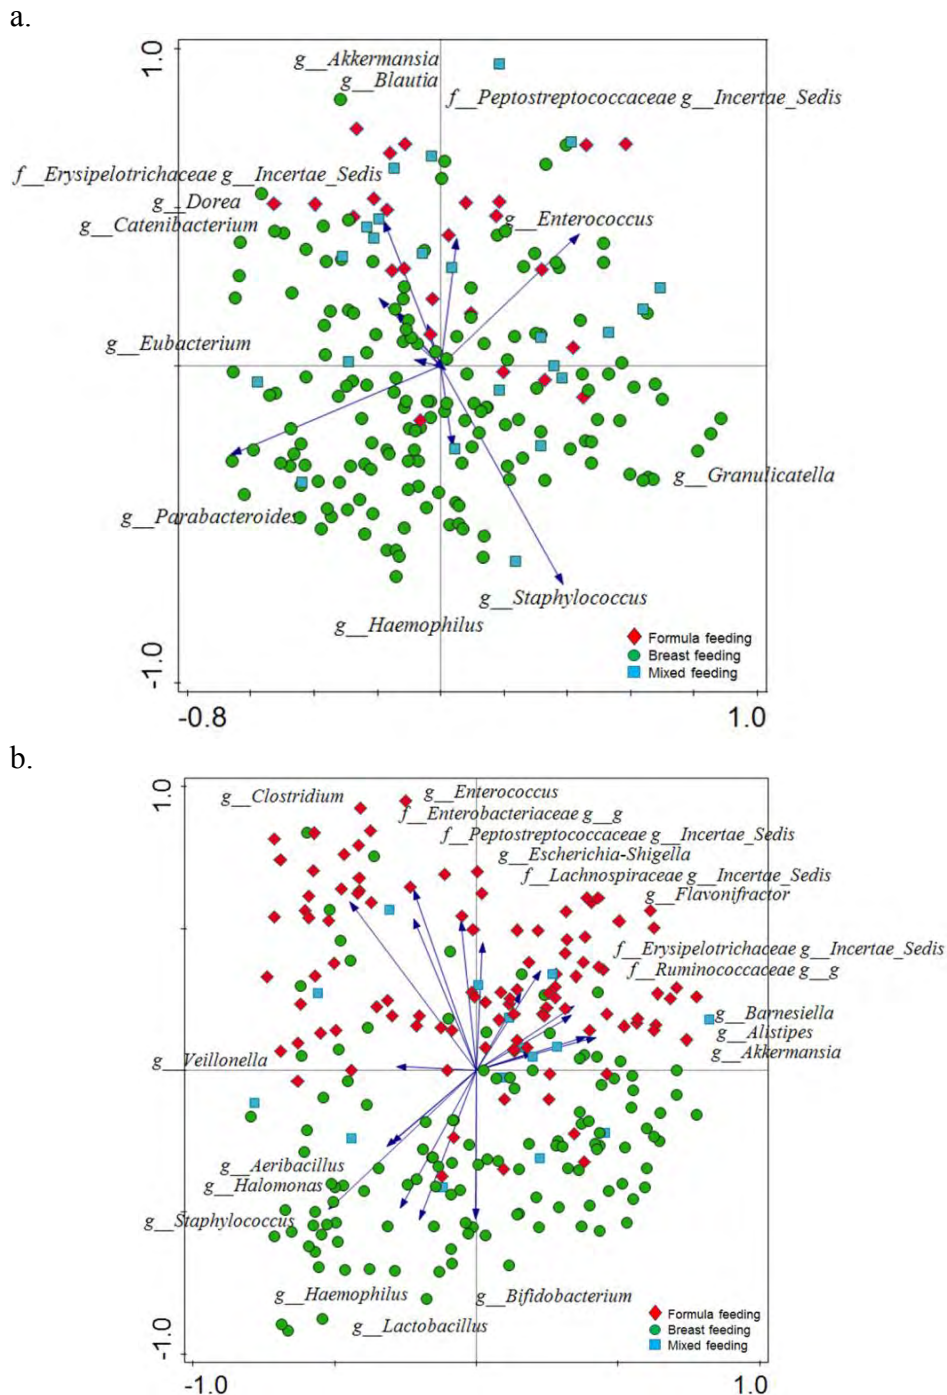 a.
1.0
g__Akkermansia
g__Blautia
f__Peptostreptococcaceae g__Incertae_Sedis
f__Erysipelotrichaceae g__Incertae_Sedis
g__Dorea
g__Enterococcus
g__Catenibacterium
g__Eubacterium
g__Granulicatella
g__Parabacteroides
g__Staphylococcus
g__Haemophilus
Formula feeding
Breast feeding
Mixed feeding
-1.0
-0.8
1.0
b.
1.0
g__Clostridium
g__Enterococcus
f__Enterobacteriaceae g__g
f__Peptostreptococcaceae g__Incertae_Sedis
g__Escherichia-Shigella
f__Lachnospiraceae g__Incertae_Sedis
g__Flavonifractor
f__Erysipelotrichaceae g__Incertae_Sedis
f__Ruminococcaceae g__g
g__Barnesiella
g__Alistipes
g__Akkermansia
g__Veillonella
g__Aeribacillus
g__Halomonas
g__Staphylococcus
g__Haemophilus
g__Bifidobacterium
g__Lactobacillus
Formula feeding
Breast feeding
Mixed feeding
-1.0
-1.0
1.0